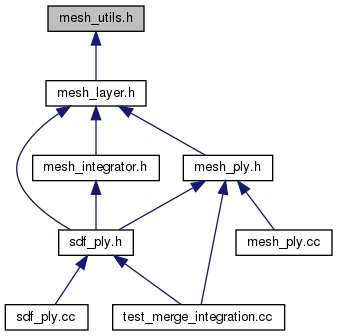 mesh_utils.h
mesh_layer.h
mesh_integrator.h
mesh_ply.h
sdf_ply.h
mesh_ply.cc
sdf_ply.cc
test_merge_integration.cc